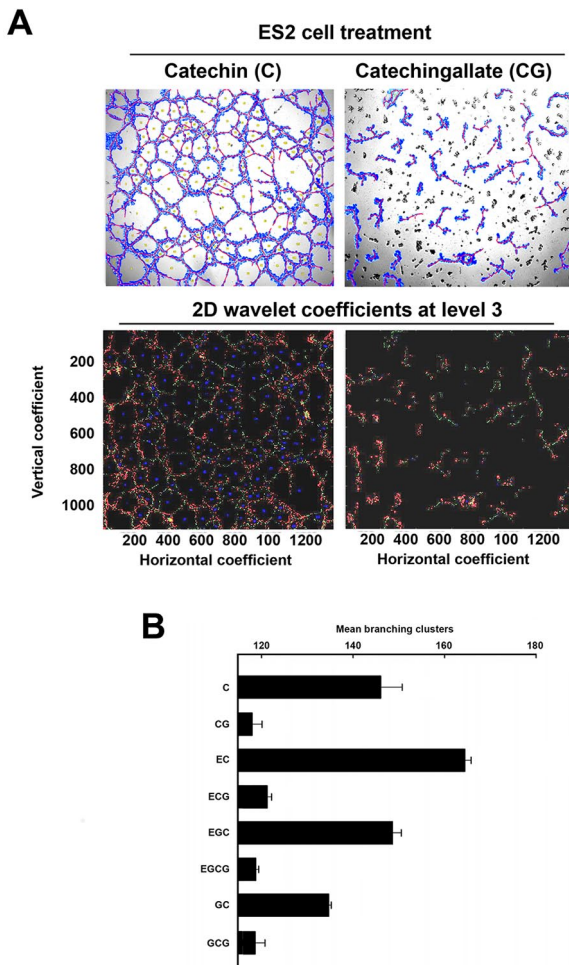 A
ES2 cell treatment
Catechin (C)
Catechingallate (CG)
2D wavelet coefficients at level 3
Vertical coefficient
200
400
600
800
1000
200 400 600 800 100 1200
200 400 600 800 100 1200
Horizontal coefficient
Horizontal coefficient
B
Mean branching clusters
120 140 160 180
C
CG
EC
ECG
EGC
EGCG
GC
GCG